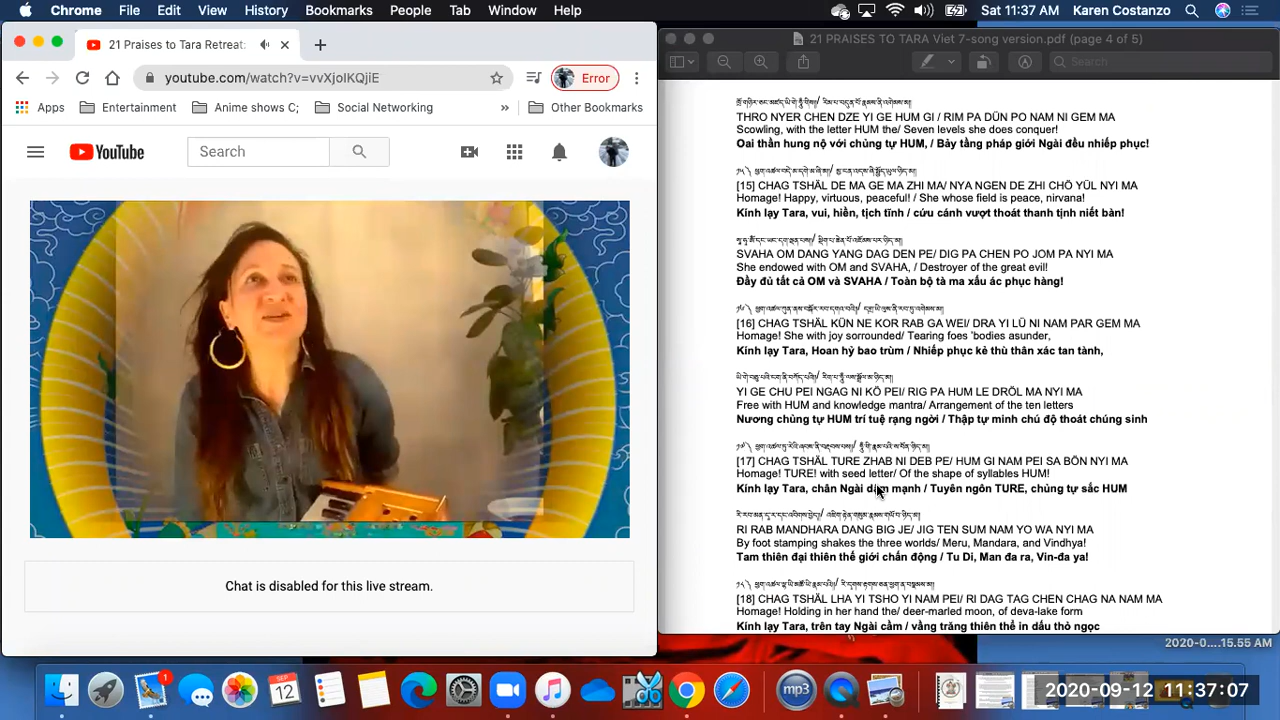 Chrome File Edit View History Bookmarks People Tab Window Help Sat 11:37 AM Karen Costanzo
21 Praises to Tara Retreat:
youtube.com/watch?v=vvXjolKQjiE
Error
Apps Entertainment Anime shows C; Social Networking » Other Bookmarks
YouTube
Search
Chat is disabled for this live stream.
21 PRAISES TO TARA Viet 7-song version.pdf (page 4 of 5)
Search
THRO NYER CHEN DZE YI GE HUM GI / RIM PA DÜN PO NAM NI GEM MA
Scowling, with the letter HUM the/ Seven levels she does conquer!
Oai thần hung nộ với chủng tự HUM, / Bảy tầng pháp giới Ngài đều nhiếp phục!
[15] CHAG TSHÄL DE MA GE MA ZHI MA/ NYA NGEN DE ZHI CHÖ YÜL NYI MA
Homage! Happy, virtuous, peaceful! / She whose field is peace, nirvana!
Kính lạy Tara, vui, hiền, tịch tĩnh / cứu cánh vượt thoát thanh tịnh niết bàn!
SVAHA OM DANG YANG DAG DEN PE/ DIG PA CHEN PO JOM PA NYI MA
She endowed with OM and SVAHA, / Destroyer of the great evil!
Đầy đủ tất cả OM và SVAHA / Toàn bộ tà ma xấu ác phục hàng!
[16] CHAG TSHÄL KÜN NE KOR RAB GA WEI/ DRA YI LÜ NI NAM PAR GEM MA
Homage! She with joy sorrounded/ Tearing foes 'bodies asunder,
Kính lạy Tara, Hoan hỷ bao trùm / Nhiếp phục kẻ thù thân xác tan tành,
YI GE CHU PEI NGAG NI KÖ PEI/ RIG PA HUM LE DRÖL MA NYI MA
Free with HUM and knowledge mantra/ Arrangement of the ten letters
Nương chủng tự HUM trí tuệ rạng ngời / Thập tự minh chú độ thoát chúng sinh
[17] CHAG TSHÄL TURE ZHAB NI DEB PE/ HUM GI NAM PEI SA BÖN NYI MA
Homage! TURE! with seed letter/ Of the shape of syllables HUM!
Kính lạy Tara, chân Ngài dậm mạnh / Tuyên ngôn TURE, chủng tự sắc HUM
RI RAB MANDHARA DANG BIG JE/ JIG TEN SUM NAM YO WA NYI MA
By foot stamping shakes the three worlds/ Meru, Mandara, and Vindhya!
Tam thiên đại thiên thế giới chấn động / Tu Di, Man đa ra, Vin-đa ya!
[18] CHAG TSHÄL LHA YI TSHO YI NAM PEI/ RI DAG TAG CHEN CHAG NA NAM MA
Homage! Holding in her hand the/ deer-marled moon, of deva-lake form
Kính lạy Tara, trên tay Ngài cầm / vầng trăng thiên thể in dấu thỏ ngọc
2020-0....15.55 AM
SEP
12
1
mp3
2020-09-12 11:37:07